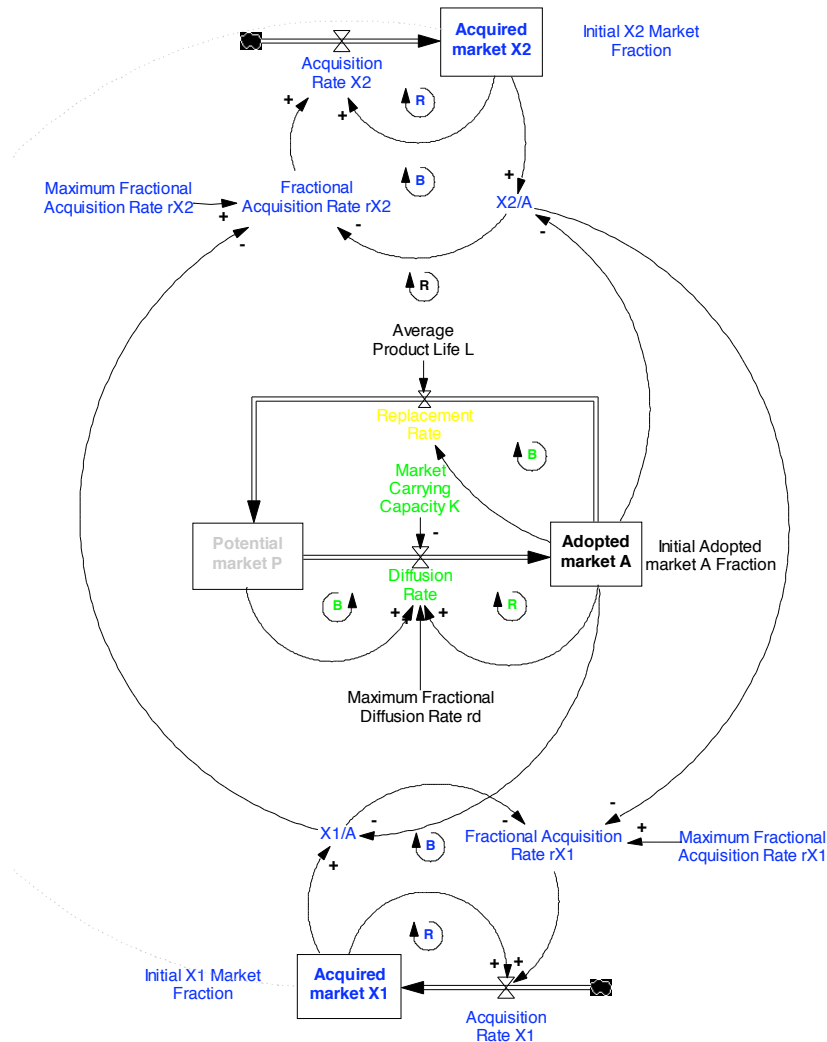 Acquired
market X2
Initial X2 Market
Fraction
Acquisition
Rate X2
+
+
R
B
+
Maximum Fractional
Acquisition Rate rX2
+
Fractional
Acquisition Rate rX2
-
-
X2/A
-
R
Average
Product Life L
Replacement
Rate
B
Market
Carrying
Capacity K
-
Potential
market P
Adopted
market A
Initial Adopted
market A Fraction
Diffusion
Rate
B
R
+
+
+
Maximum Fractional
Diffusion Rate rd
-
X1/A
-
-
B
Fractional Acquisition
Rate rX1
+
Maximum Fractional
Acquisition Rate rX1
+
R
Initial X1 Market
Fraction
Acquired
market X1
+
+
Acquisition
Rate X1